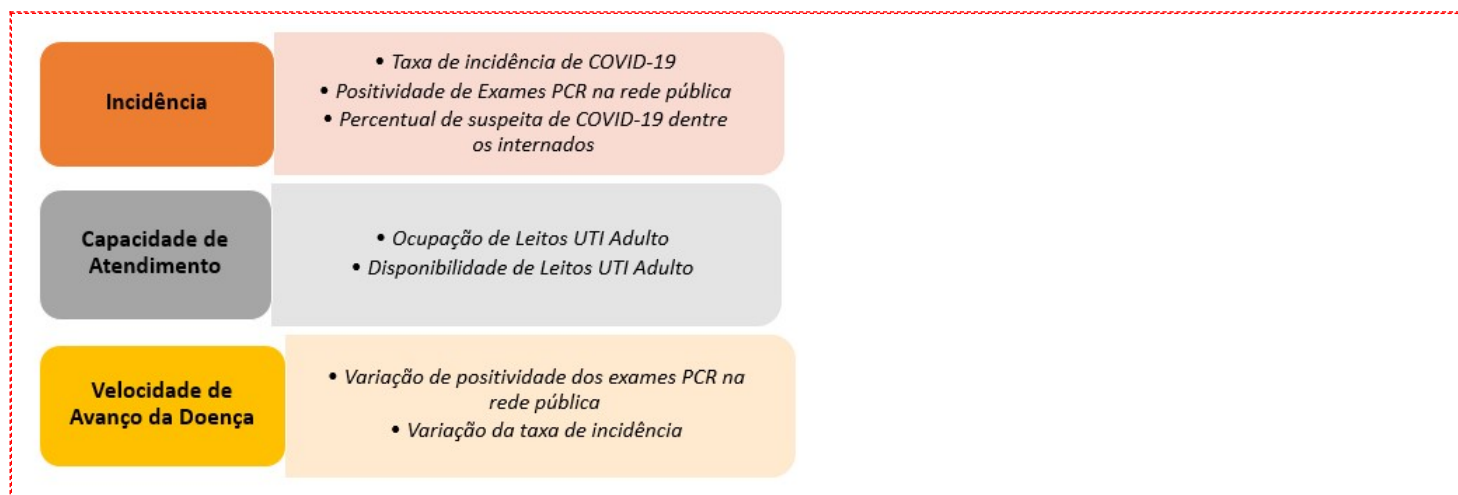 Incidência
• Taxa de incidência de COVID-19
• Positividade de Exames PCR na rede pública
• Percentual de suspeita de COVID-19 dentre
os internados
Capacidade de
Atendimento
• Ocupação de Leitos UTI Adulto
• Disponibilidade de Leitos UTI Adulto
Velocidade de
Avanço da Doença
• Variação de positividade dos exames PCR na
rede pública
• Variação da taxa de incidência